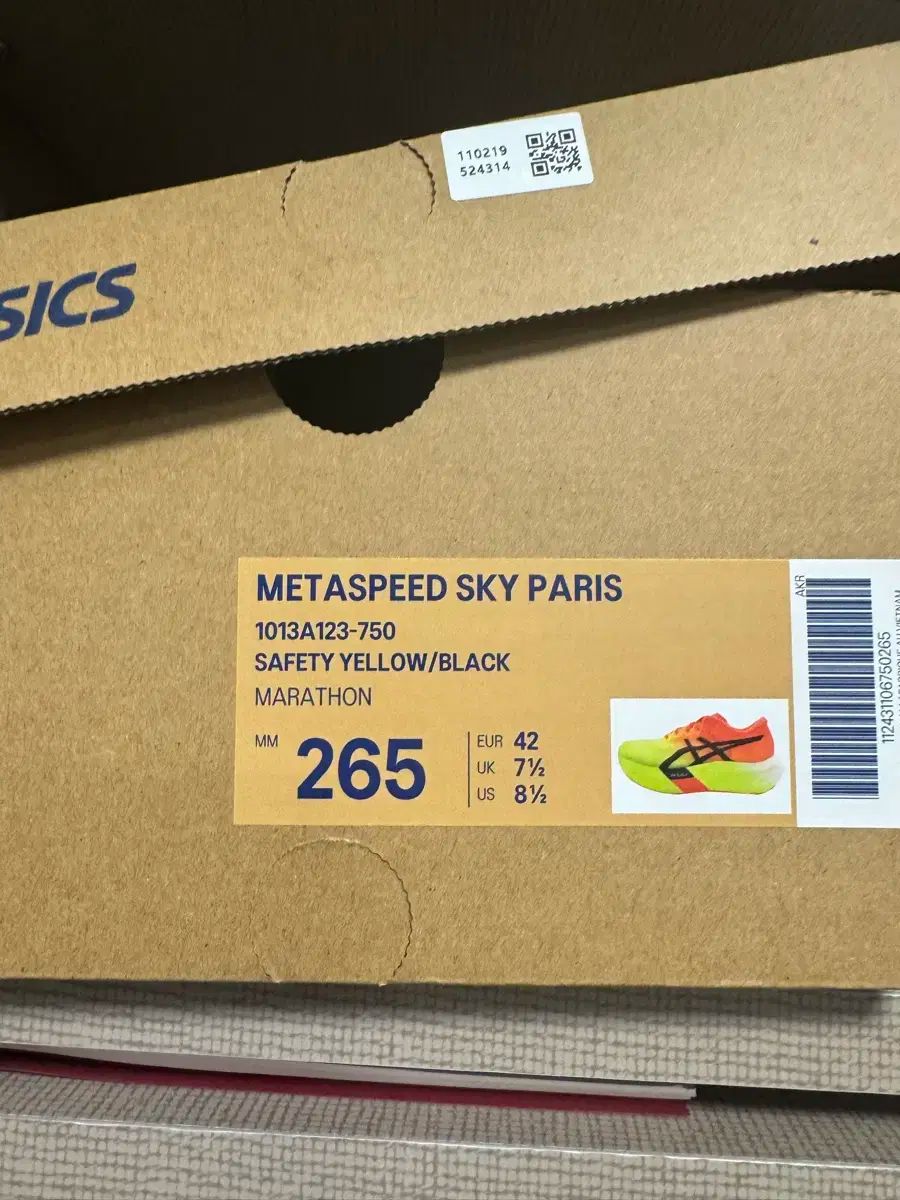 110219
524314
SICS
METASPEED SKY PARIS
1013A123-750
SAFETY YELLOW/BLACK
MARATHON
MM 265
EUR 42
UK 7½
US 8½
AKR
1124311067502​65